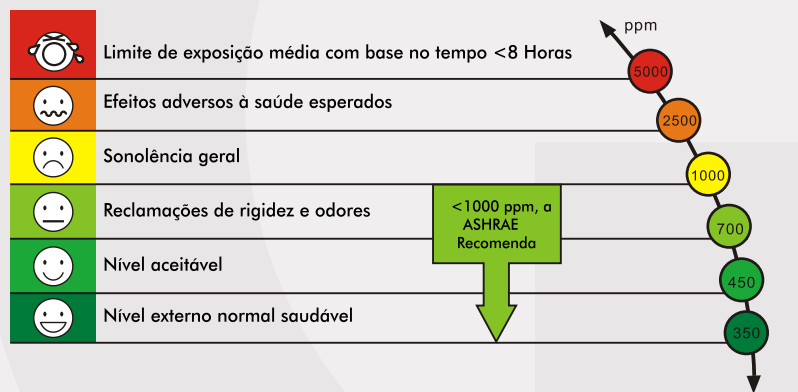 ppm
Limite de exposição média com base no tempo <8 Horas
5000
Efeitos adversos à saúde esperados
2500
Sonolência geral
1000
Reclamações de rigidez e odores
<1000 ppm, a
ASHRAE
Recomenda
700
Nível aceitável
450
Nível externo normal saudável
350